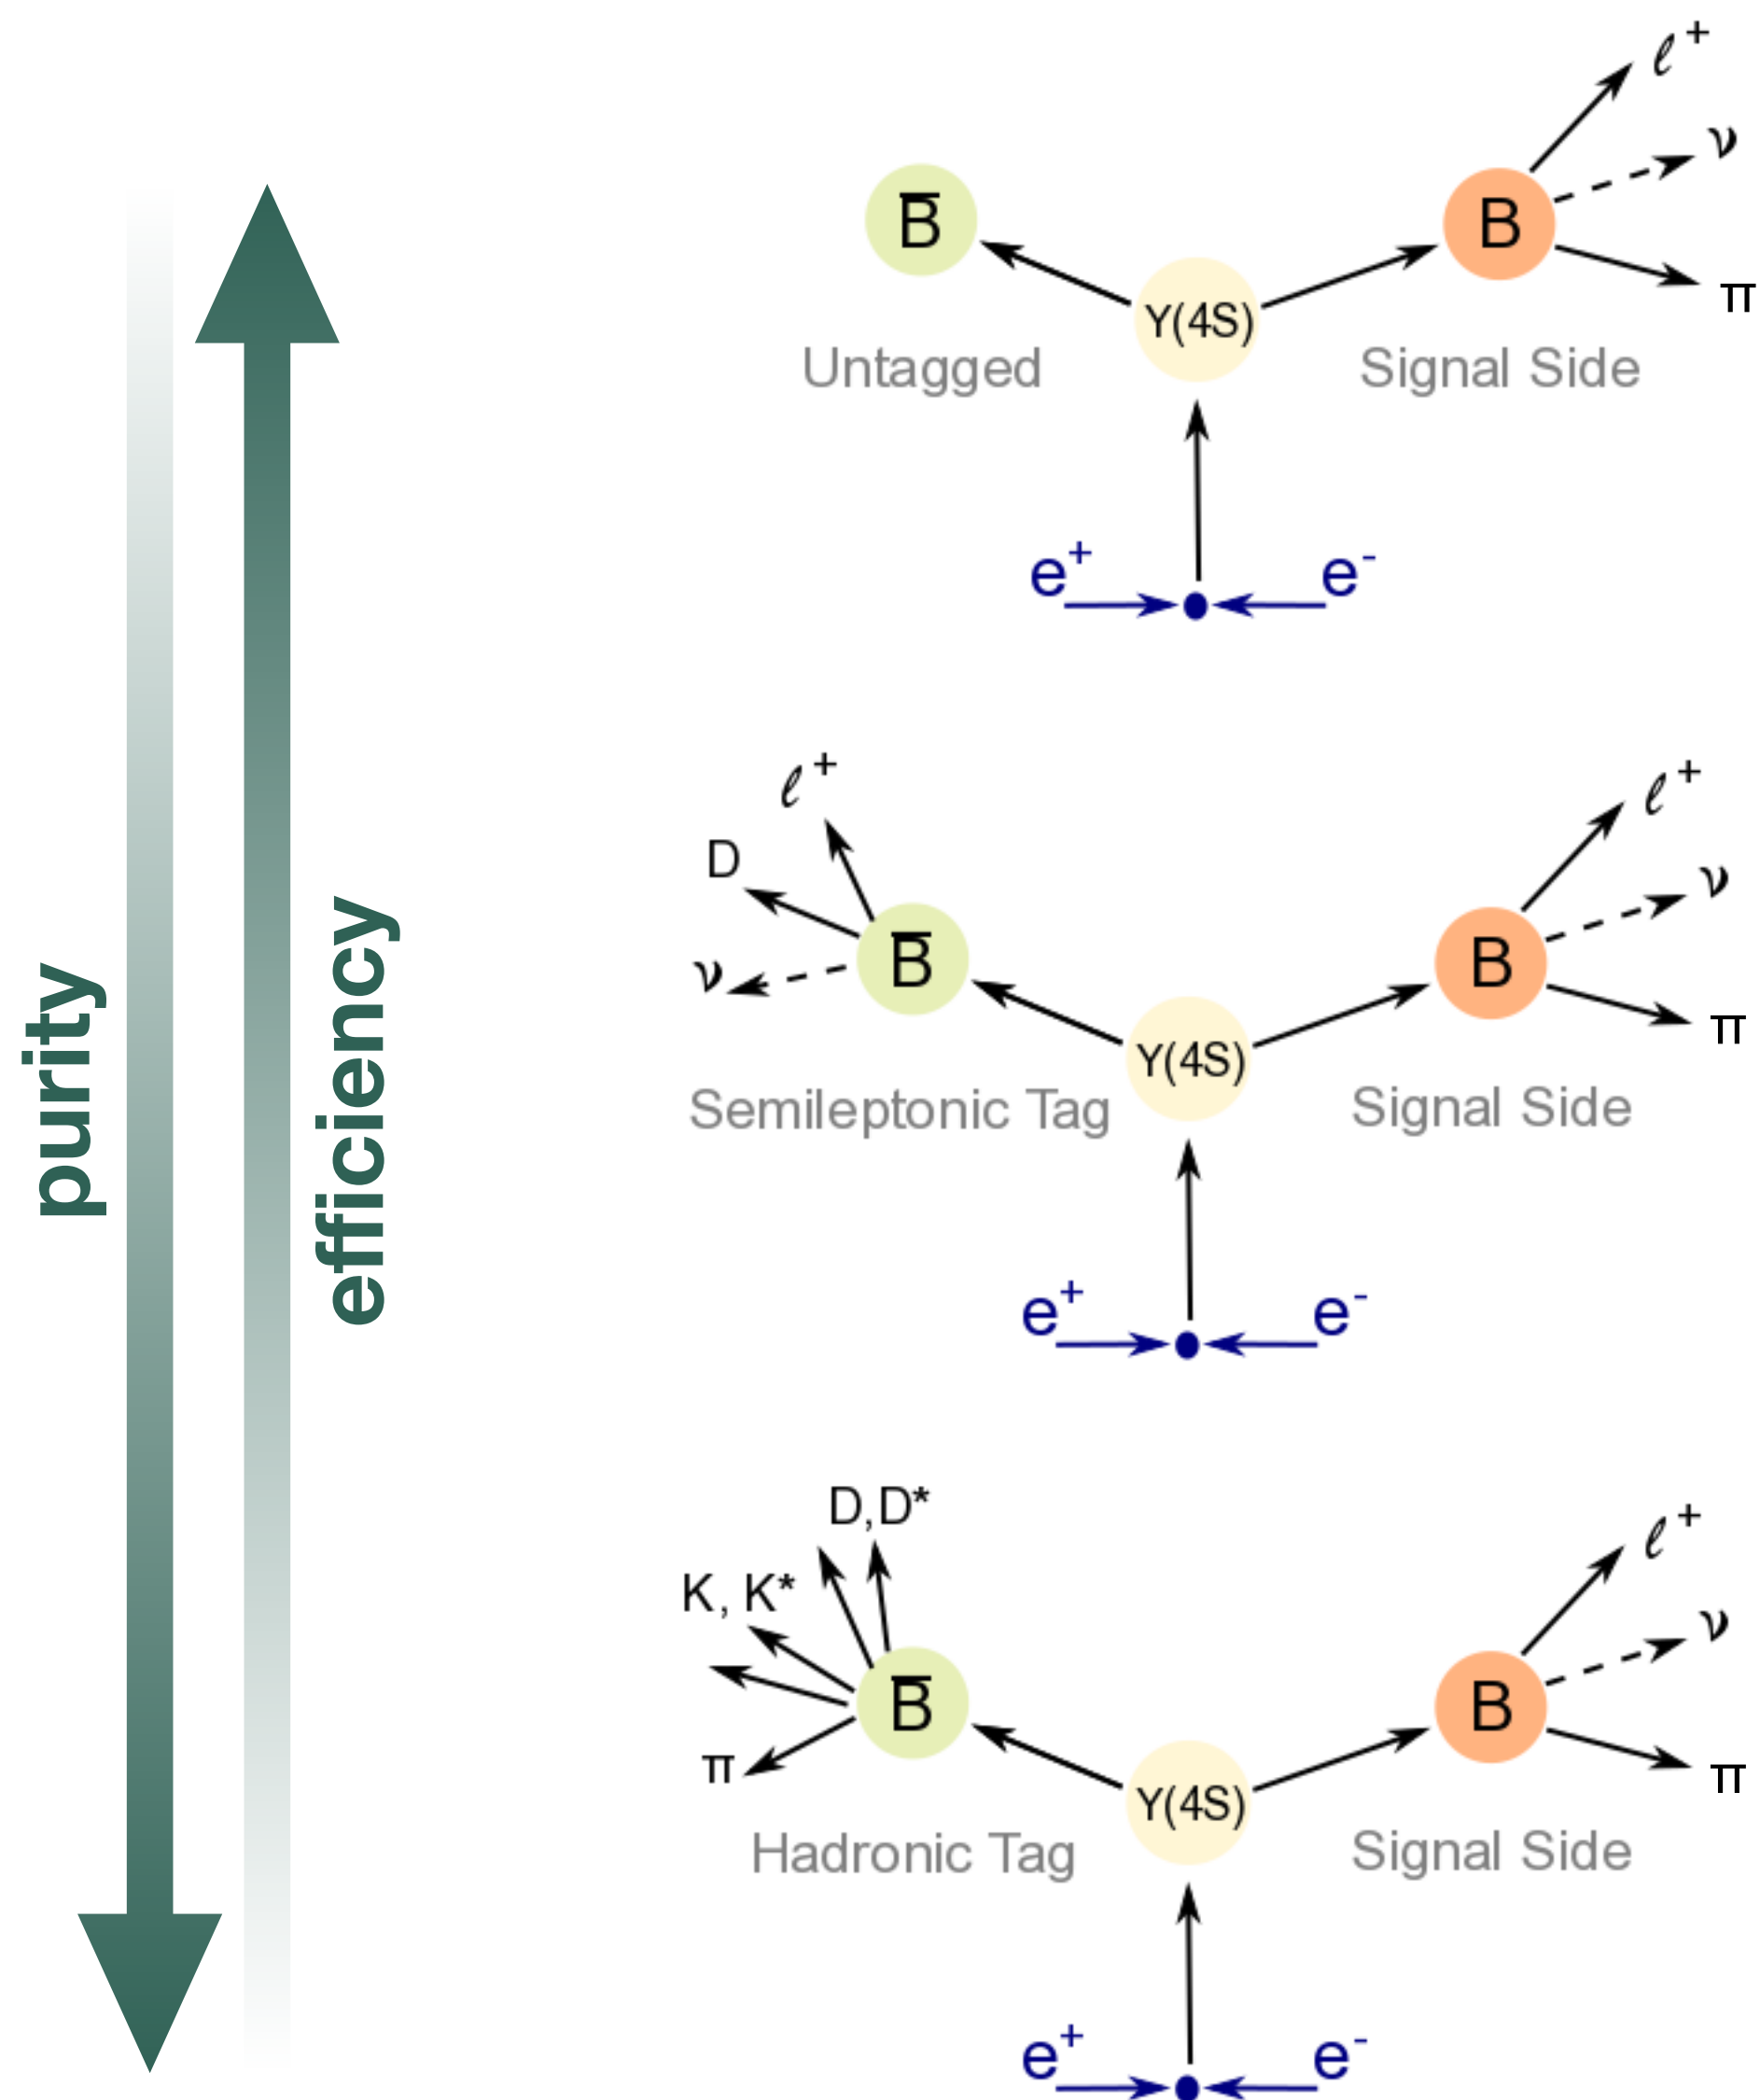 purity
efficiency
ℓ+
ν
π
B̅
B
Υ(4S)
Untagged
Signal Side
e+
e-
ℓ+
D
ν
ℓ+
ν
π
B̅
B
Υ(4S)
Semileptonic Tag
Signal Side
e+
e-
D,D*
K, K*
π
ℓ+
ν
π
B̅
B
Υ(4S)
Hadronic Tag
Signal Side
e+
e-